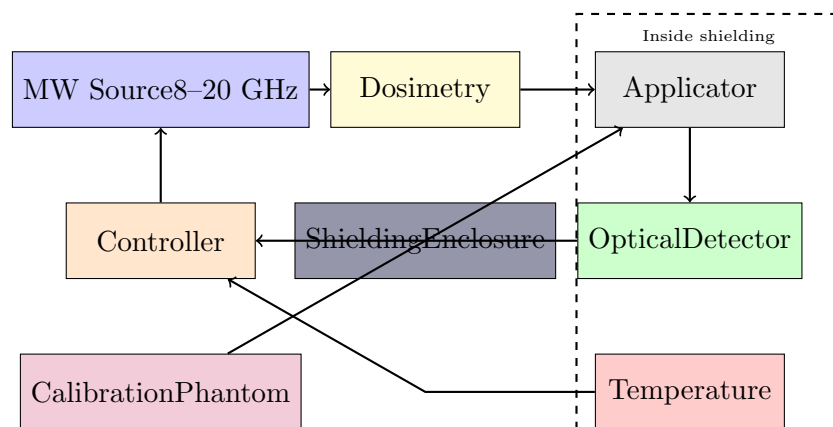 Inside shielding
MW Source8–20 GHz
Dosimetry
Applicator
Controller
ShieldingEnclosure
OpticalDetector
CalibrationPhantom
Temperature